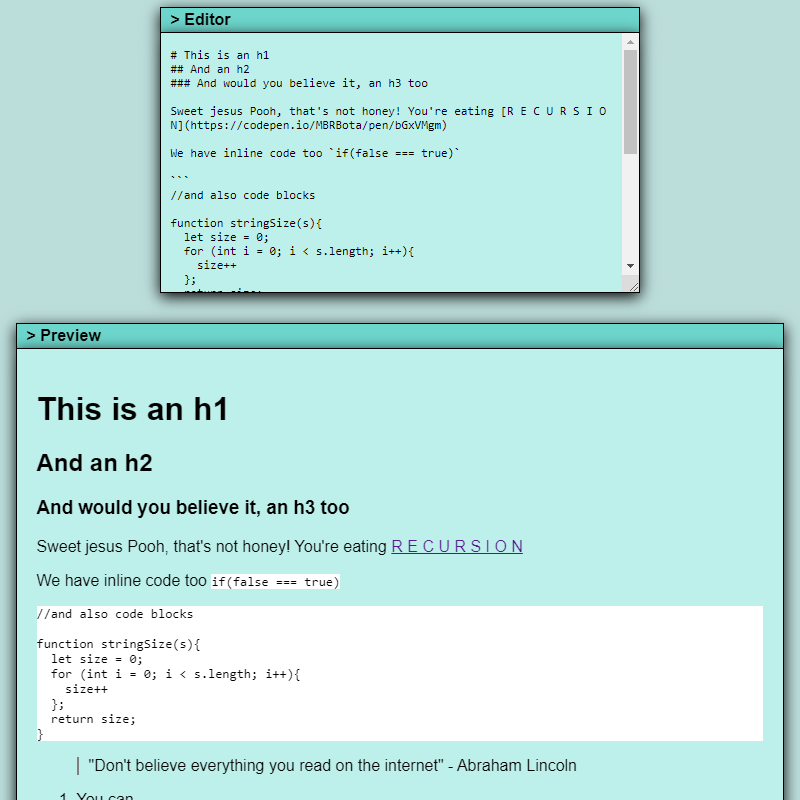 > Editor
# This is an h1
## And an h2
### And would you believe it, an h3 too
Sweet jesus Pooh, that's not honey! You're eating [R E C U R S I O
N](https://codepen.io/MBRBota/pen/bGxVMgm)
We have inline code too `if(false === true)`
```
//and also code blocks
function stringSize(s){
  let size = 0;
  for (int i = 0; i < s.length; i++){
    size++
  };
  return size;
> Preview
This is an h1
And an h2
And would you believe it, an h3 too
Sweet jesus Pooh, that's not honey! You're eating R E C U R S I O N
We have inline code too if(false === true)
//and also code blocks
function stringSize(s){
  let size = 0;
  for (int i = 0; i < s.length; i++){
    size++
  };
  return size;
}
"Don't believe everything you read on the internet" - Abraham Lincoln
1. You can